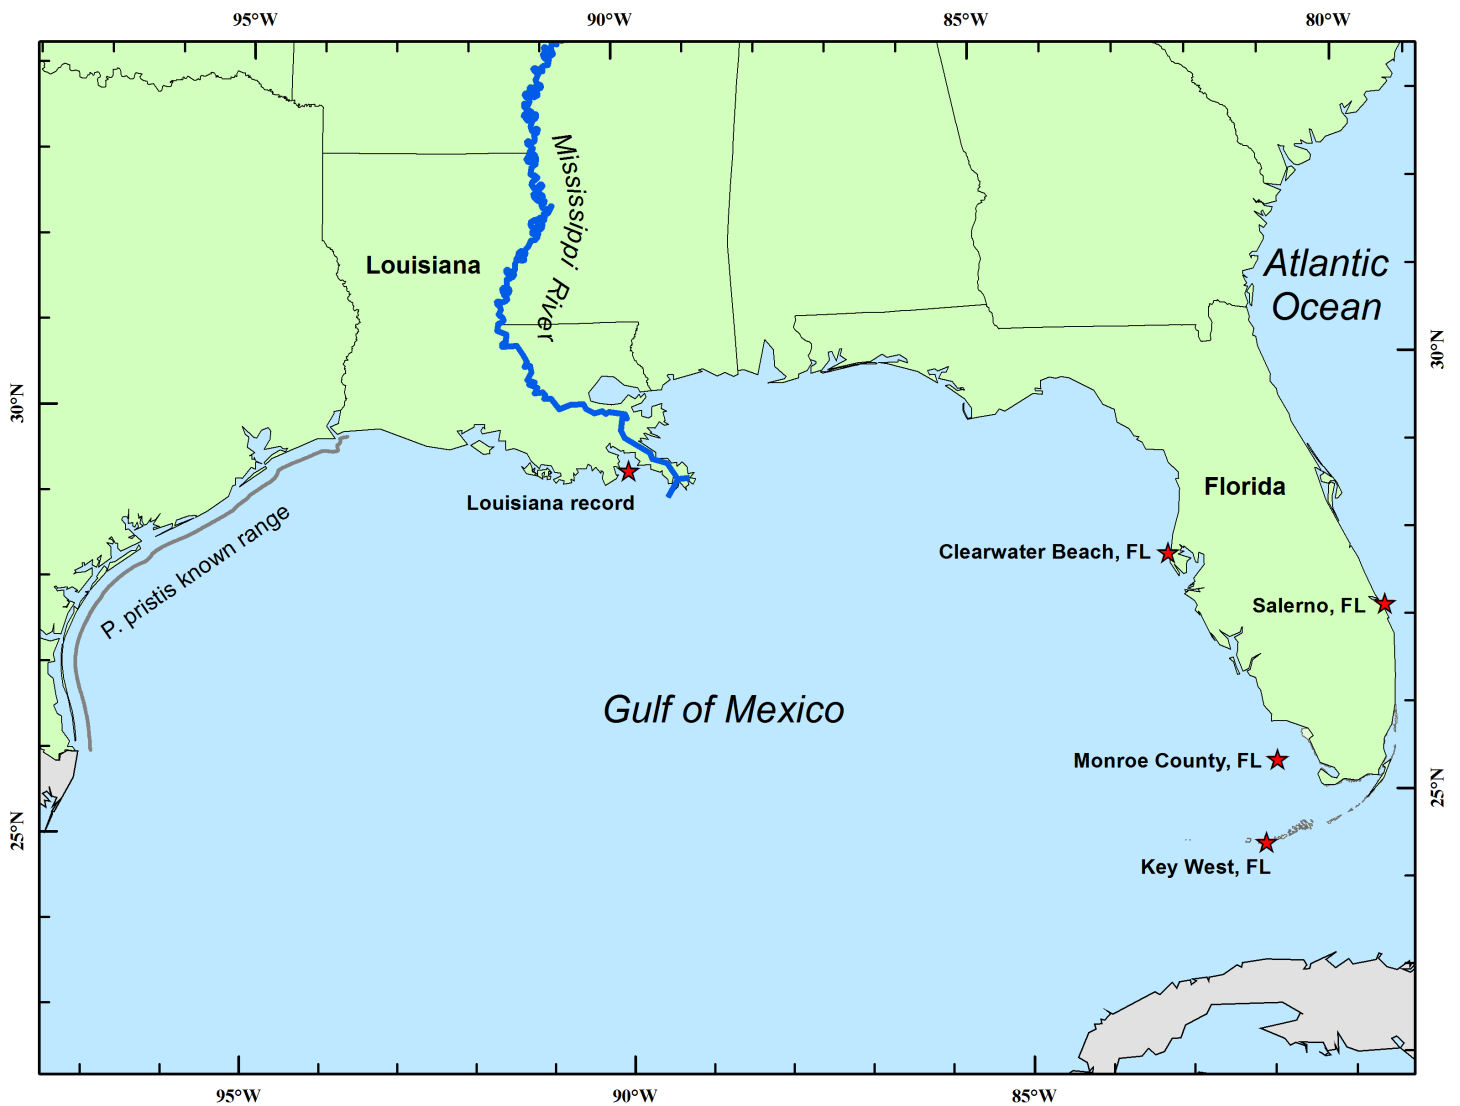 95°W 90°W 85°W 80°W
Mississippi River
Louisiana
Atlantic
Ocean
30°N
30°N
Florida
Louisiana record
P. pristis known range
Clearwater Beach, FL
Salerno, FL
Gulf of Mexico
Monroe County, FL
25°N
25°N
Key West, FL
95°W 90°W 85°W